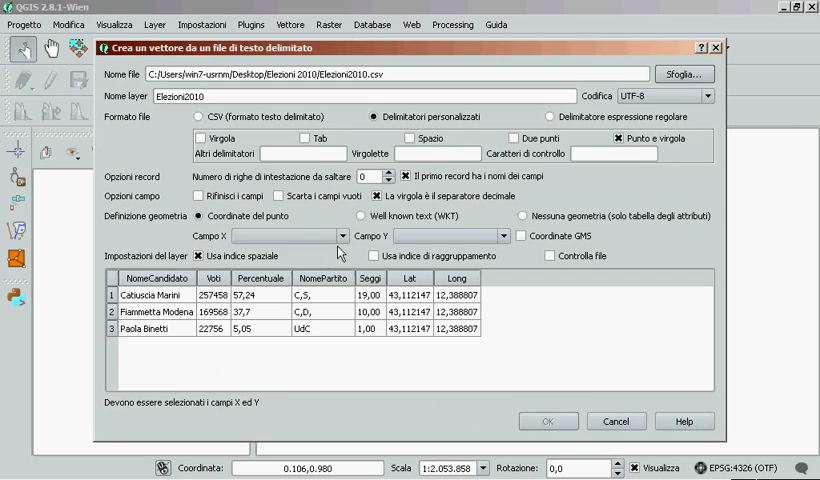 QGIS 2.8.1-Wien
Progetto Modifica Visualizza Layer Impostazioni Plugins Vettore Raster Database Web Processing Guida
Crea un vettore da un file di testo delimitato
Nome file C:/Users/win7-usrnm/Desktop/Elezioni 2010/Elezioni2010.csv Sfoglia...
Nome layer Elezioni2010 Codifica UTF-8
Formato file CSV (formato testo delimitato) Delimitatori personalizzati Delimitatore espressione regolare
Virgola Tab Spazio Due punti Punto e virgola
Altri delimitatori Virgolette Caratteri di controllo
Opzioni record Numero di righe di intestazione da saltare 0 Il primo record ha i nomi dei campi
Opzioni campo Rifinisci i campi Scarta i campi vuoti La virgola è il separatore decimale
Definizione geometria Coordinate del punto Well known text (WKT) Nessuna geometria (solo tabella degli attributi)
Campo X Campo Y Coordinate GMS
Impostazioni del layer Usa indice spaziale Usa indice di raggruppamento Controlla file
NomeCandidato Voti Percentuale NomePartito Seggi Lat Long
1 Catiuscia Marini 257458 57,24 C,S, 19,00 43,112147 12,388807
2 Fiammetta Modena 169568 37,7 C,D, 10,00 43,112147 12,388807
3 Paola Binetti 22756 5,05 UdC 1,00 43,112147 12,388807
Devono essere selezionati i campi X ed Y
OK Cancel Help
Coordinata: 0.106,0.980 Scala 1:2.053.858 Rotazione: 0,0 Visualizza EPSG:4326 (OTF)